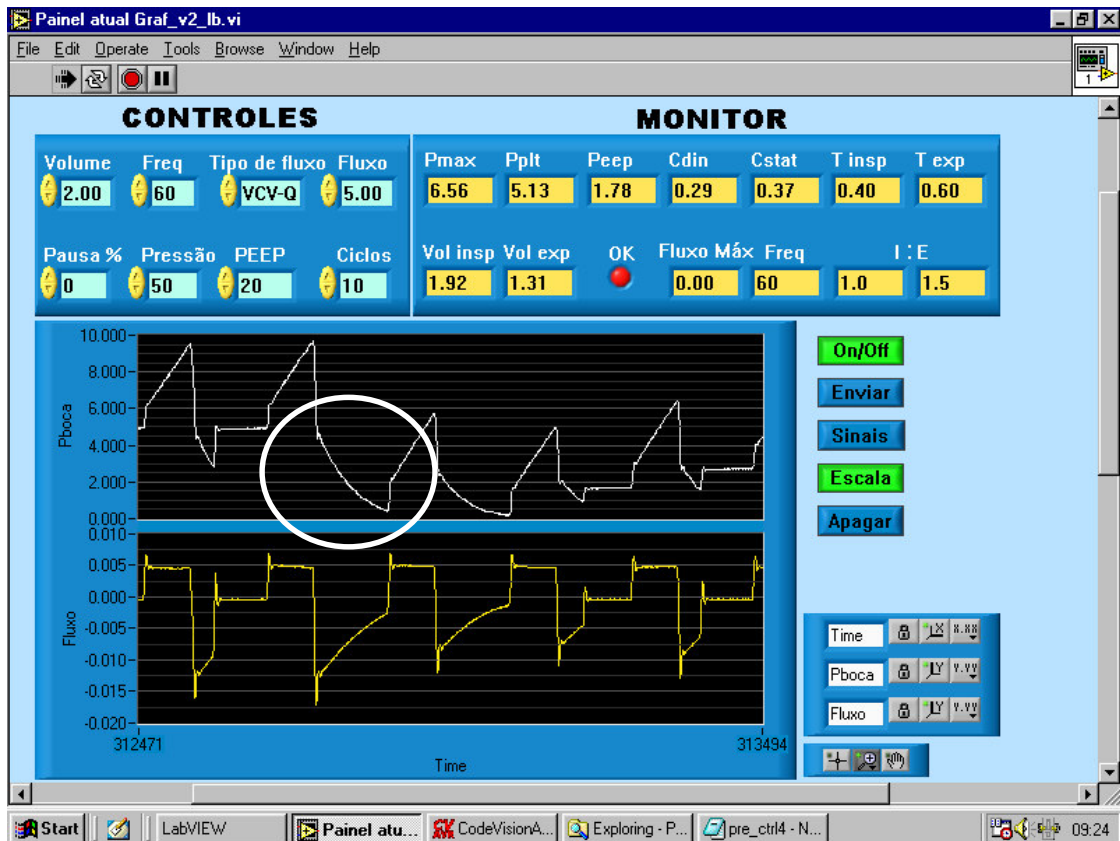 Painel atual Graf_v2_lb.vi
File Edit Operate Tools Browse Window Help
1
CONTROLES
MONITOR
Volume Freq Tipo de fluxo Fluxo
2.00 60 VCV-Q 5.00
Pausa % Pressão PEEP Ciclos
0 50 20 10
Pmax Pplt Peep Cdin Cstat T insp T exp
6.56 5.13 1.78 0.29 0.37 0.40 0.60
Vol insp Vol exp OK Fluxo Máx Freq I : E
1.92 1.31 0.00 60 1.0 1.5
10.000
8.000
6.000
4.000
2.000
0.000
Pboca
0.010
0.005
0.000
-0.005
-0.010
-0.015
-0.020
Fluxo
312471
313494
Time
On/Off
Enviar
Sinais
Escala
Apagar
Time X X.XX
Pboca Y Y.YY
Fluxo Y Y.YY
Start LabVIEW Painel atu... CodeVisionA... Exploring - P... pre_ctrl4 - N... 09:24